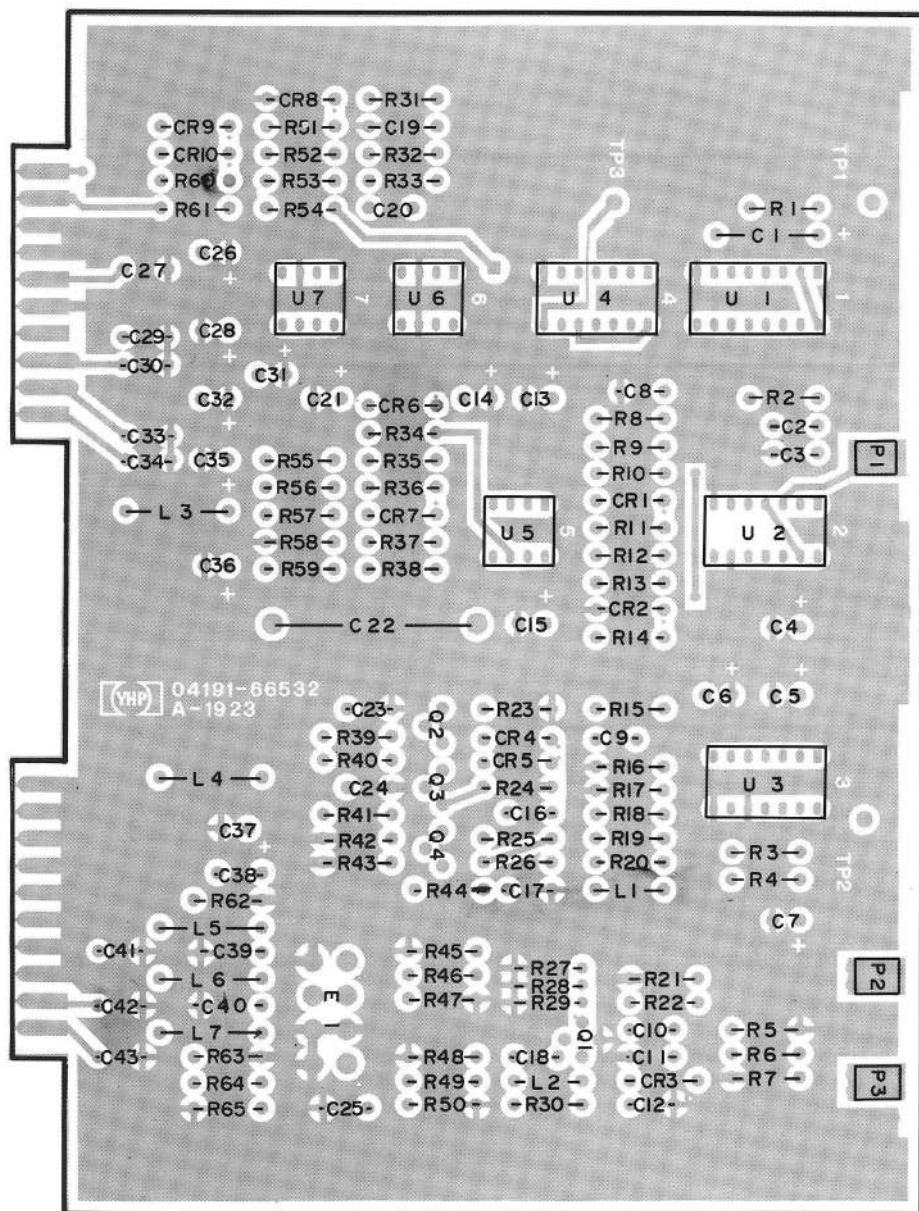 CR8 R31
CR9 R51 C19
CR10 R52 R32
R60 R53 R33
R61 R54 C20
TP3
TP1
R1
C1 +
C26 +
C27
U7 7
U6 6
U4 4
U1 1
C29 C28 +
C30
C31 +
C32 +
C21 +
CR6
C14 +
C13 +
C8
R2
R8
C2
R34
C33
R9
C3
P1
C34 C35 + R55 R35
R10
R56 R36
CR1
L3
R57 CR7
U5 5
R11
U2 2
R58 R37
R12
C36 +
R59 R38
R13
CR2
C22
C15 +
C4 +
R14
YHP 04191-66532
A-1923
C6 +
C5 +
C23
Q2
R23
R15
R39
CR4
C9
R40
CR5
R16
L4
C24
Q3
R24
R17
U3 3
R41
C16
R18
C37 +
R42
Q4
R25
R19
R43
R26
R20
R3
C38
R4
TP2
R62
R44
C17
L1
L5
C7 +
C41 C39
R45
R27
L6
R46
R28
R21
P2
C42 C40
E1
R47
R29
R22
L7
Q1
C10
R5
C43 R63
R48
C18
C11
R6
R64
R49
L2
CR3
R7
P3
R65
C25
R50
R30
C12